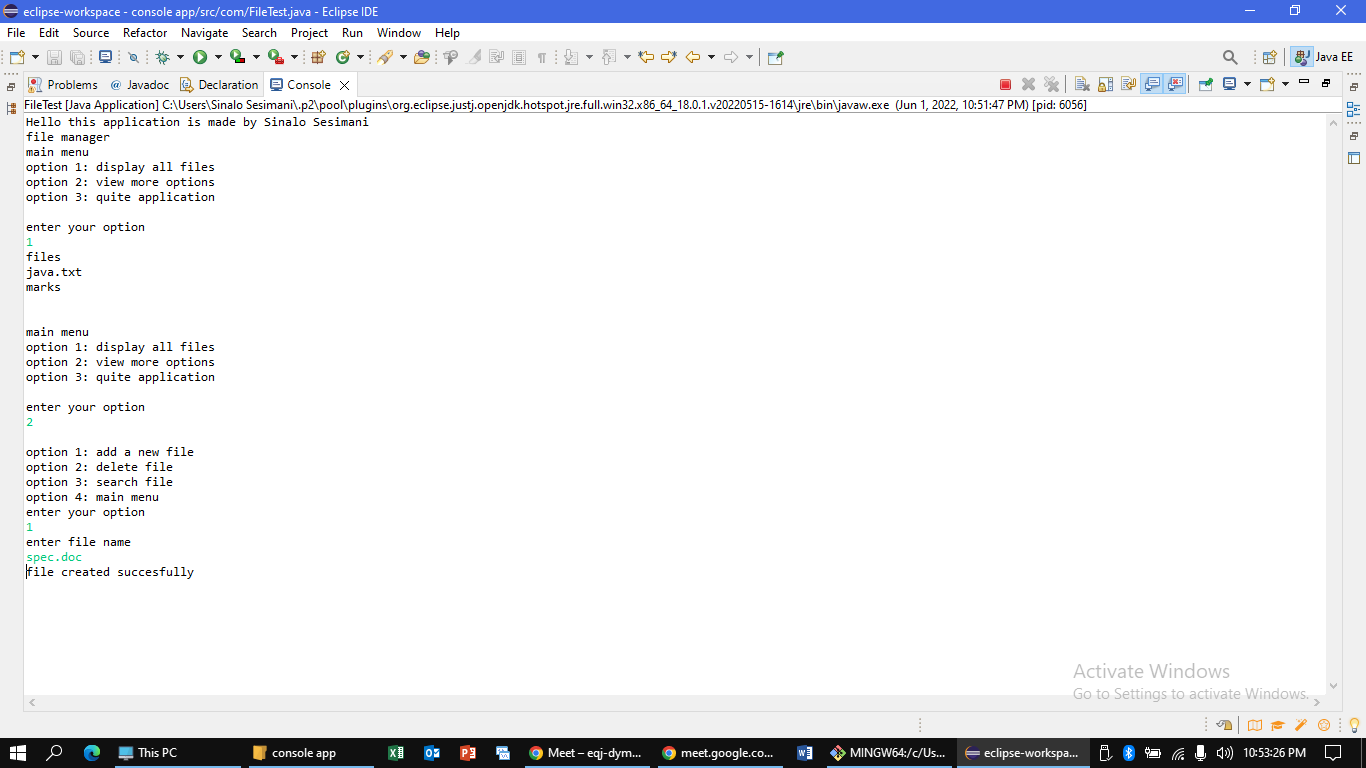 eclipse-workspace - console app/src/com/FileTest.java - Eclipse IDE
File Edit Source Refactor Navigate Search Project Run Window Help
Java EE
Problems @ Javadoc Declaration Console
FileTest [Java Application] C:\Users\Sinalo Sesimani\.p2\pool\plugins\org.eclipse.justj.openjdk.hotspot.jre.full.win32.x86_64_18.0.1.v20220515-1614\jre\bin\javaw.exe (Jun 1, 2022, 10:51:47 PM) [pid: 6056]
Hello this application is made by Sinalo Sesimani
file manager
main menu
option 1: display all files
option 2: view more options
option 3: quite application
enter your option
1
files
java.txt
marks
main menu
option 1: display all files
option 2: view more options
option 3: quite application
enter your option
2
option 1: add a new file
option 2: delete file
option 3: search file
option 4: main menu
enter your option
1
enter file name
spec.doc
file created succesfully
Activate Windows
Go to Settings to activate Windows.
This PC console app Meet – eqj-dym... meet.google.co... MINGW64:/c/Us... eclipse-workspa... 10:53:26 PM